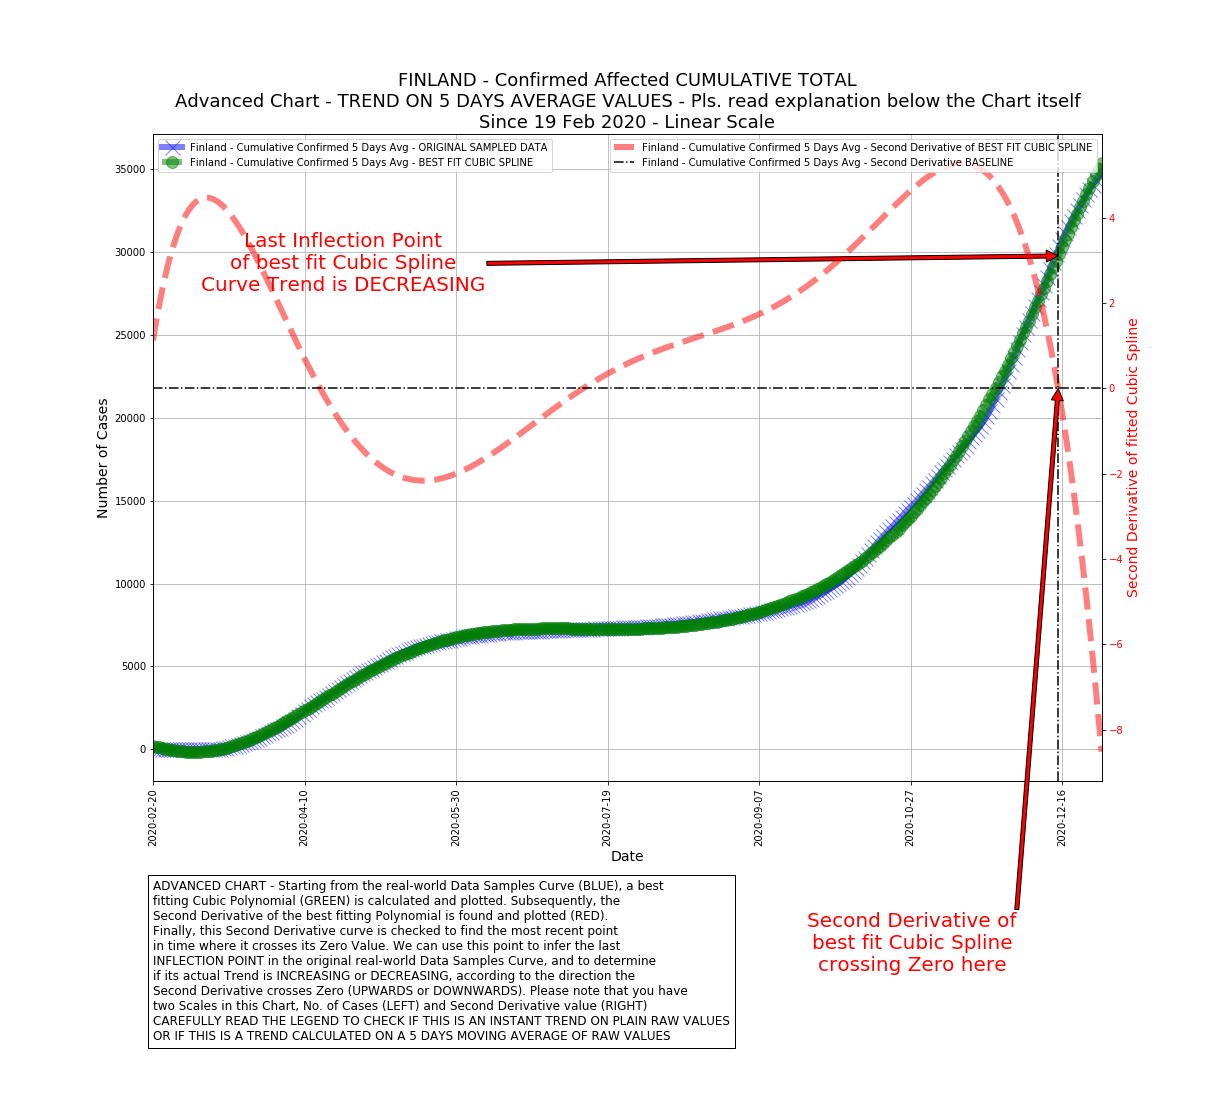 FINLAND - Confirmed Affected CUMULATIVE TOTAL
Advanced Chart - TREND ON 5 DAYS AVERAGE VALUES - Pls. read explanation below the Chart itself
Since 19 Feb 2020 - Linear Scale
Finland - Cumulative Confirmed 5 Days Avg - ORIGINAL SAMPLED DATA
Finland - Cumulative Confirmed 5 Days Avg - BEST FIT CUBIC SPLINE
Finland - Cumulative Confirmed 5 Days Avg - Second Derivative of BEST FIT CUBIC SPLINE
Finland - Cumulative Confirmed 5 Days Avg - Second Derivative BASELINE
35000
30000
25000
20000
15000
10000
5000
0
Number of Cases
Last Inflection Point
of best fit Cubic Spline
Curve Trend is DECREASING
4
2
0
−2
−4
−6
−8
Second Derivative of fitted Cubic Spline
2020-02-20
2020-04-10
2020-05-30
2020-07-19
2020-09-07
2020-10-27
2020-12-16
Date
ADVANCED CHART - Starting from the real-world Data Samples Curve (BLUE), a best
fitting Cubic Polynomial (GREEN) is calculated and plotted. Subsequently, the
Second Derivative of the best fitting Polynomial is found and plotted (RED).
Finally, this Second Derivative curve is checked to find the most recent point
in time where it crosses its Zero Value. We can use this point to infer the last
INFLECTION POINT in the original real-world Data Samples Curve, and to determine
if its actual Trend is INCREASING or DECREASING, according to the direction the
Second Derivative crosses Zero (UPWARDS or DOWNWARDS). Please note that you have
two Scales in this Chart, No. of Cases (LEFT) and Second Derivative value (RIGHT)
CAREFULLY READ THE LEGEND TO CHECK IF THIS IS AN INSTANT TREND ON PLAIN RAW VALUES
OR IF THIS IS A TREND CALCULATED ON A 5 DAYS MOVING AVERAGE OF RAW VALUES
Second Derivative of
best fit Cubic Spline
crossing Zero here